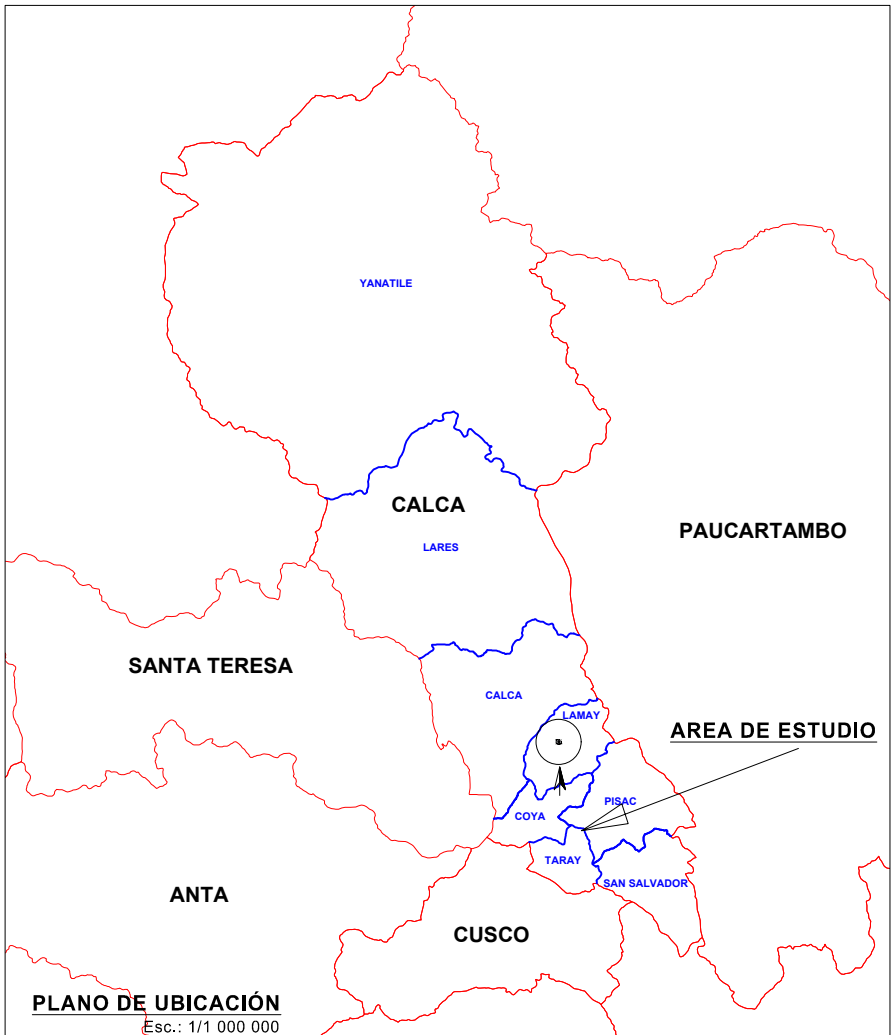 YANATILE
CALCA
PAUCARTAMBO
LARES
SANTA TERESA
CALCA
LAMAY
AREA DE ESTUDIO
PISAC
COYA
TARAY
SAN SALVADOR
ANTA
CUSCO
PLANO DE UBICACIÓN
Esc.: 1/1 000 000